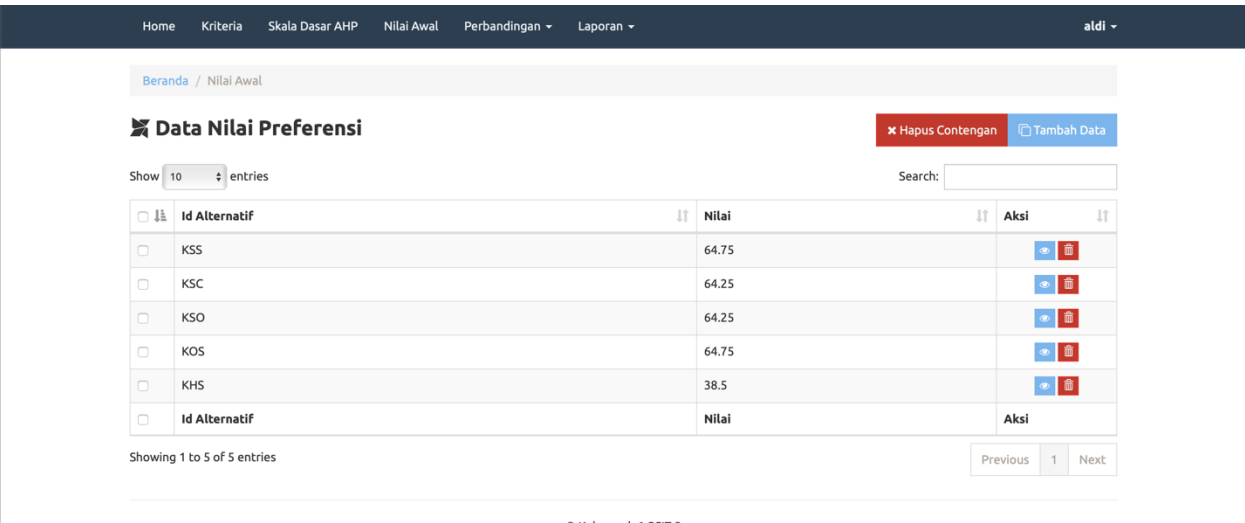 Home Kriteria Skala Dasar AHP Nilai Awal Perbandingan Laporan aldi
Beranda / Nilai Awal
Data Nilai Preferensi
Hapus Contengan Tambah Data
Show 10 entries Search:
Id Alternatif Nilai Aksi
KSS 64.75
KSC 64.25
KSO 64.25
KOS 64.75
KHS 38.5
Id Alternatif Nilai Aksi
Showing 1 to 5 of 5 entries Previous 1 Next